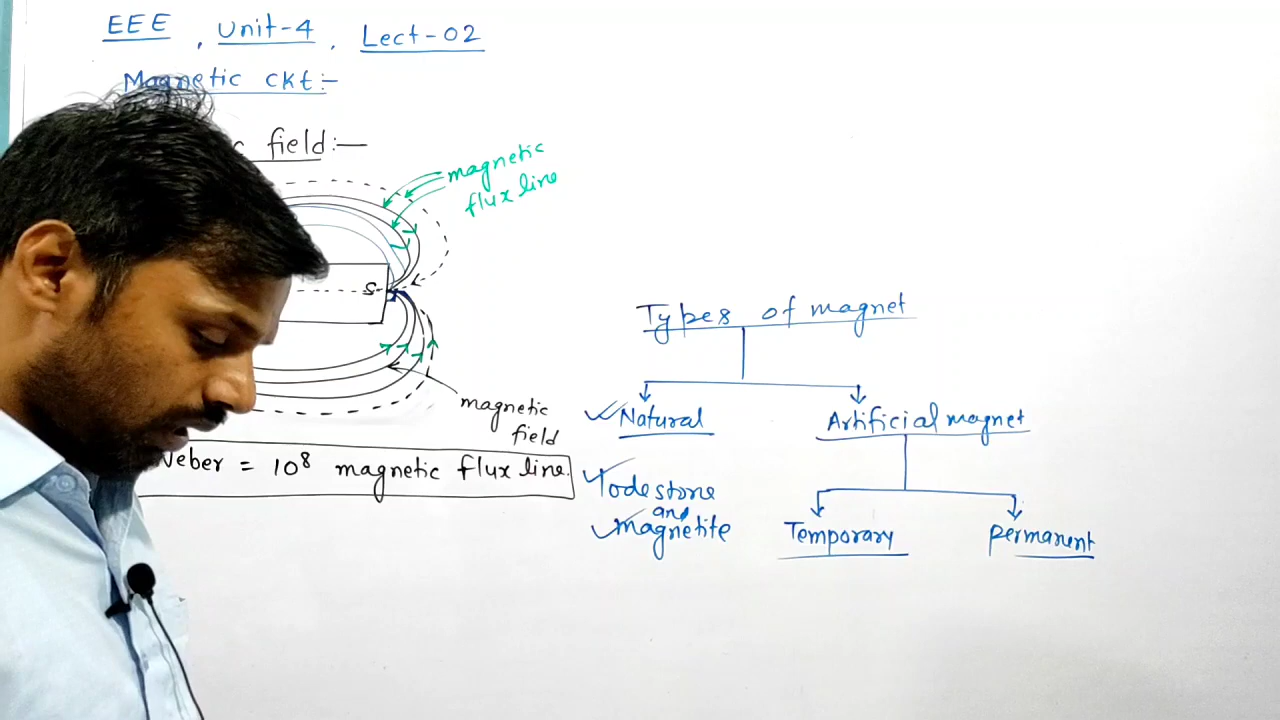 EEE , Unit-4 , Lect-02
Magnetic ckt:-
c field:-
magnetic
flux line
S
magnetic
field
Weber = 10⁸ magnetic flux line.
Types of magnet
Natural
Artificial magnet
lodestone
and
magnetite
Temporary
permanent